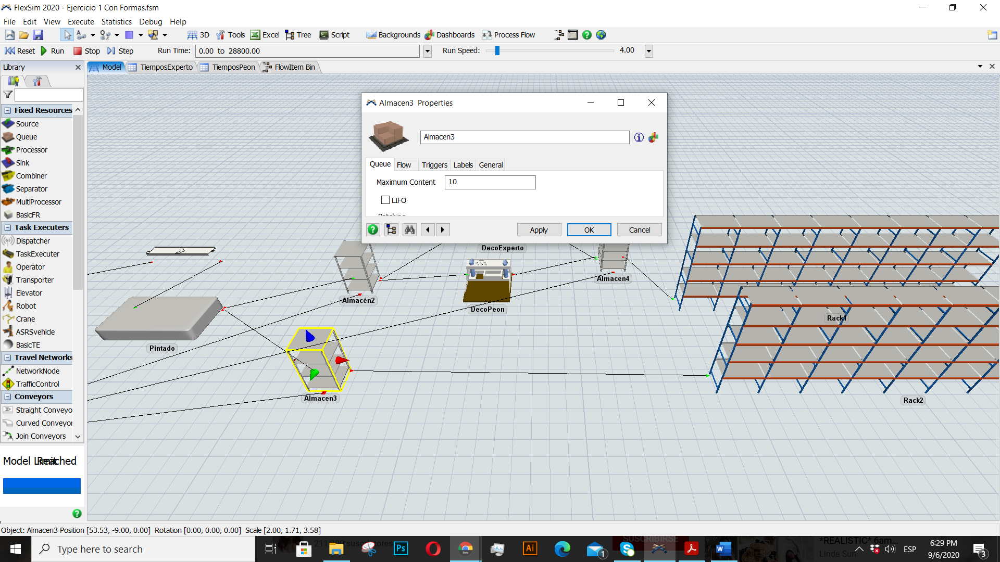 FlexSim 2020 - Ejercicio 1 Con Formas.fsm
File Edit View Execute Statistics Debug Help
3D Tools Excel Tree Script Backgrounds Dashboards Process Flow
Reset Run Stop Step Run Time: 0.00 to 28800.00 Run Speed: 4.00
Library Model TiemposExperto TiemposPeon FlowItem Bin
Fixed Resources
Source
Queue
Processor
Sink
Combiner
Separator
MultiProcessor
BasicFR
Task Executers
Dispatcher
TaskExecuter
Operator
Transporter
Elevator
Robot
Crane
ASRSvehicle
BasicTE
Travel Networks
NetworkNode
TrafficControl
Conveyors
Straight Conveyo
Curved Conveyor
Join Conveyors
Almacen3 Properties
Almacen3
Queue Flow Triggers Labels General
Maximum Content 10
LIFO
Batching
Apply OK Cancel
DecoExperto
Almacen4
Almacén2
DecoPeon
Rack1
Pintado
Almacen3
Rack2
Model Limit Reached
Object: Almacen3 Position [53.53, -9.00, 0.00] Rotation [0.00, 0.00, 0.00] Scale [2.00, 1.71, 3.58]
Type here to search
SUSCRIBIRSE
*REALISTIC* 6am...
Linda Sun
1
ESP
6:29 PM
9/6/2020
3